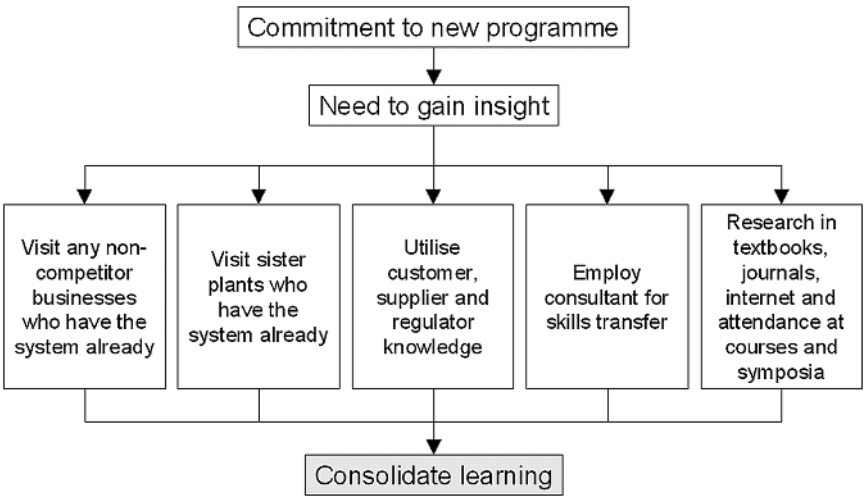 Commitment to new programme
Need to gain insight
Visit any non-
competitor
businesses
who have the
system already
Visit sister
plants who
have the
system already
Utilise
customer,
supplier and
regulator
knowledge
Employ
consultant for
skills transfer
Research in
textbooks,
journals,
internet and
attendance at
courses and
symposia
Consolidate learning